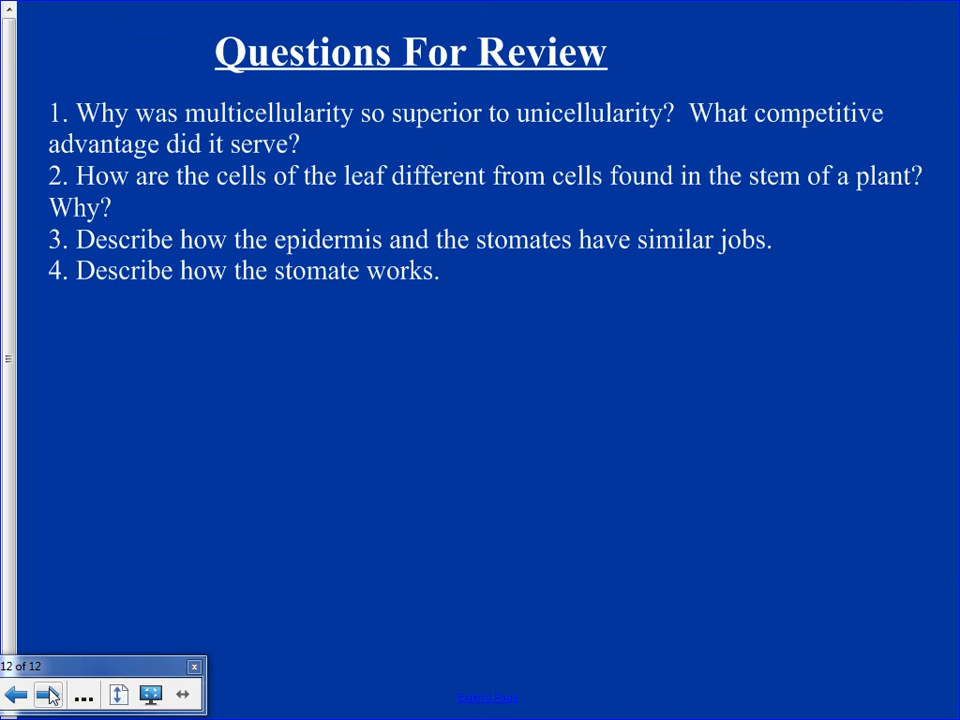 Questions For Review
1. Why was multicellularity so superior to unicellularity?  What competitive
advantage did it serve?
2. How are the cells of the leaf different from cells found in the stem of a plant?
Why?
3. Describe how the epidermis and the stomates have similar jobs.
4. Describe how the stomate works.
12 of 12
Extend Page